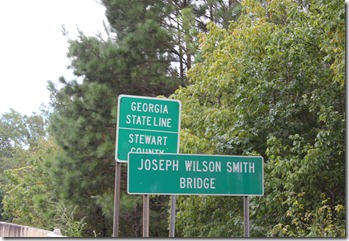 GEORGIA
STATE LINE
STEWART
COUNTY
JOSEPH WILSON SMITH
BRIDGE